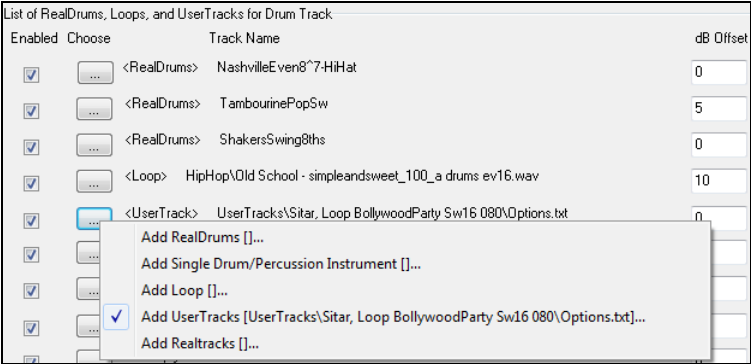 List of RealDrums, Loops, and UserTracks for Drum Track
Enabled Choose Track Name dB Offset
... <RealDrums> NashvilleEven8^7-HiHat 0
... <RealDrums> TambourinePopSw 5
... <RealDrums> ShakersSwing8ths 0
... <Loop> HipHop\Old School - simpleandsweet_100_a drums ev16.wav 10
... <UserTrack> UserTracks\Sitar, Loop BollywoodParty Sw16 080\Options.txt 0
Add RealDrums []...
Add Single Drum/Percussion Instrument []...
Add Loop []...
Add UserTracks [UserTracks\Sitar, Loop BollywoodParty Sw16 080\Options.txt]...
Add Realtracks []...